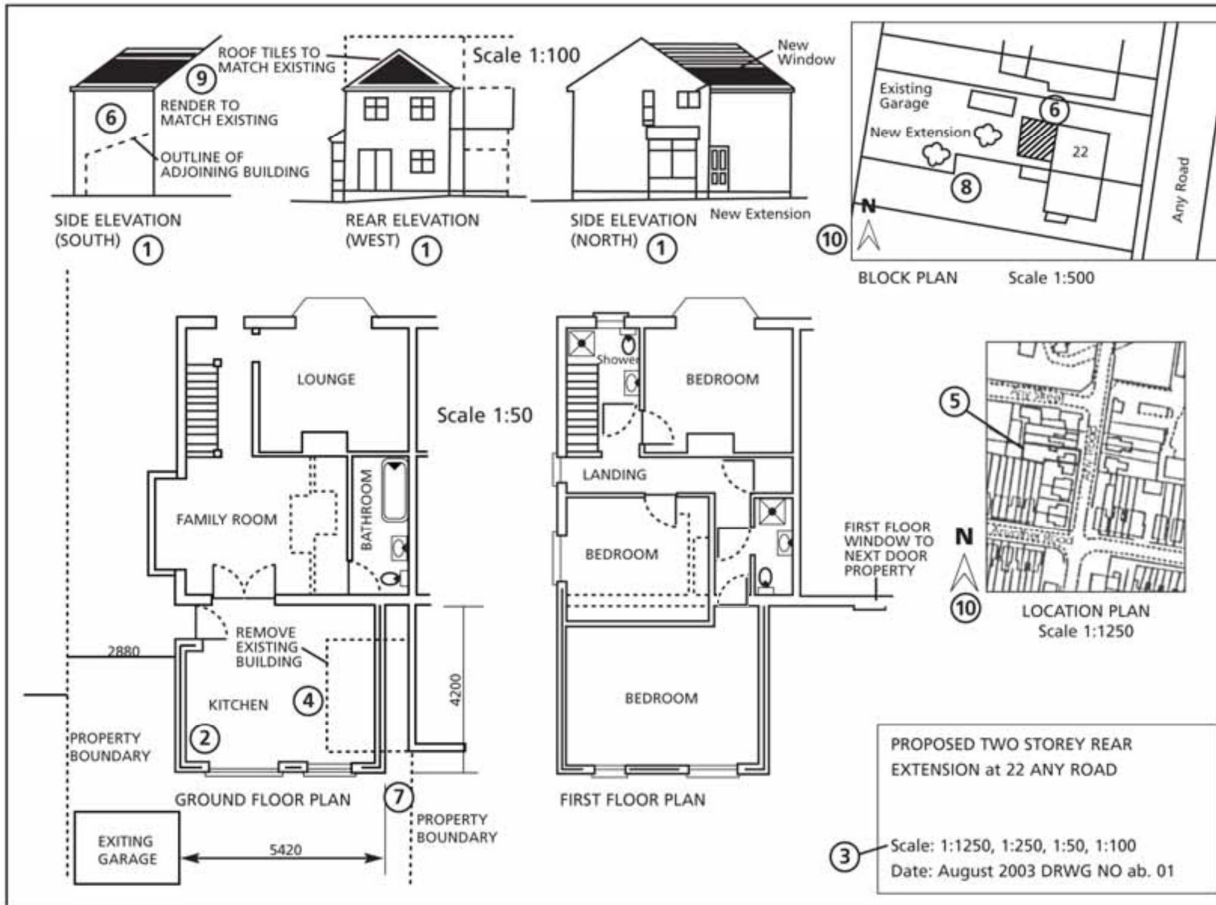 ROOF TILES TO
MATCH EXISTING
9
RENDER TO
MATCH EXISTING
6
OUTLINE OF
ADJOINING BUILDING
SIDE ELEVATION
(SOUTH)
1
Scale 1:100
REAR ELEVATION
(WEST)
1
New
Window
SIDE ELEVATION
(NORTH)
1
New Extension
Existing
Garage
6
New Extension
22
8
Any Road
N
10
BLOCK PLAN
Scale 1:500
LOUNGE
Scale 1:50
FAMILY ROOM
BATHROOM
2880
REMOVE
EXISTING
BUILDING
4
KITCHEN
2
4200
PROPERTY
BOUNDARY
GROUND FLOOR PLAN
7
PROPERTY
BOUNDARY
EXITING
GARAGE
5420
Shower
BEDROOM
LANDING
BEDROOM
FIRST FLOOR
WINDOW TO
NEXT DOOR
PROPERTY
BEDROOM
FIRST FLOOR PLAN
5
N
10
LOCATION PLAN
Scale 1:1250
PROPOSED TWO STOREY REAR
EXTENSION at 22 ANY ROAD
3
Scale: 1:1250, 1:250, 1:50, 1:100
Date: August 2003 DRWG NO ab. 01